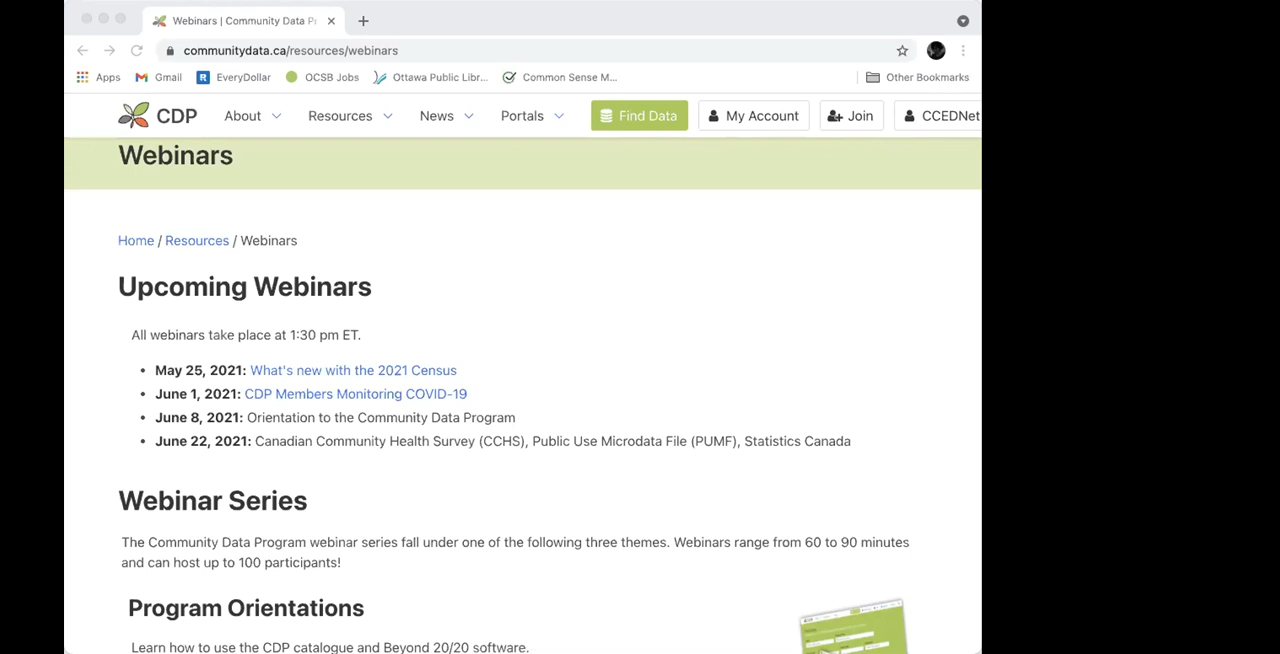 Webinars | Community Data Pr
communitydata.ca/resources/webinars
Apps Gmail EveryDollar OCSB Jobs Ottawa Public Libr... Common Sense M... Other Bookmarks
CDP About Resources News Portals Find Data My Account Join CCEDNet
Webinars
Home / Resources / Webinars
Upcoming Webinars
All webinars take place at 1:30 pm ET.
• May 25, 2021: What's new with the 2021 Census
• June 1, 2021: CDP Members Monitoring COVID-19
• June 8, 2021: Orientation to the Community Data Program
• June 22, 2021: Canadian Community Health Survey (CCHS), Public Use Microdata File (PUMF), Statistics Canada
Webinar Series
The Community Data Program webinar series fall under one of the following three themes. Webinars range from 60 to 90 minutes
and can host up to 100 participants!
Program Orientations
Learn how to use the CDP catalogue and Beyond 20/20 software.